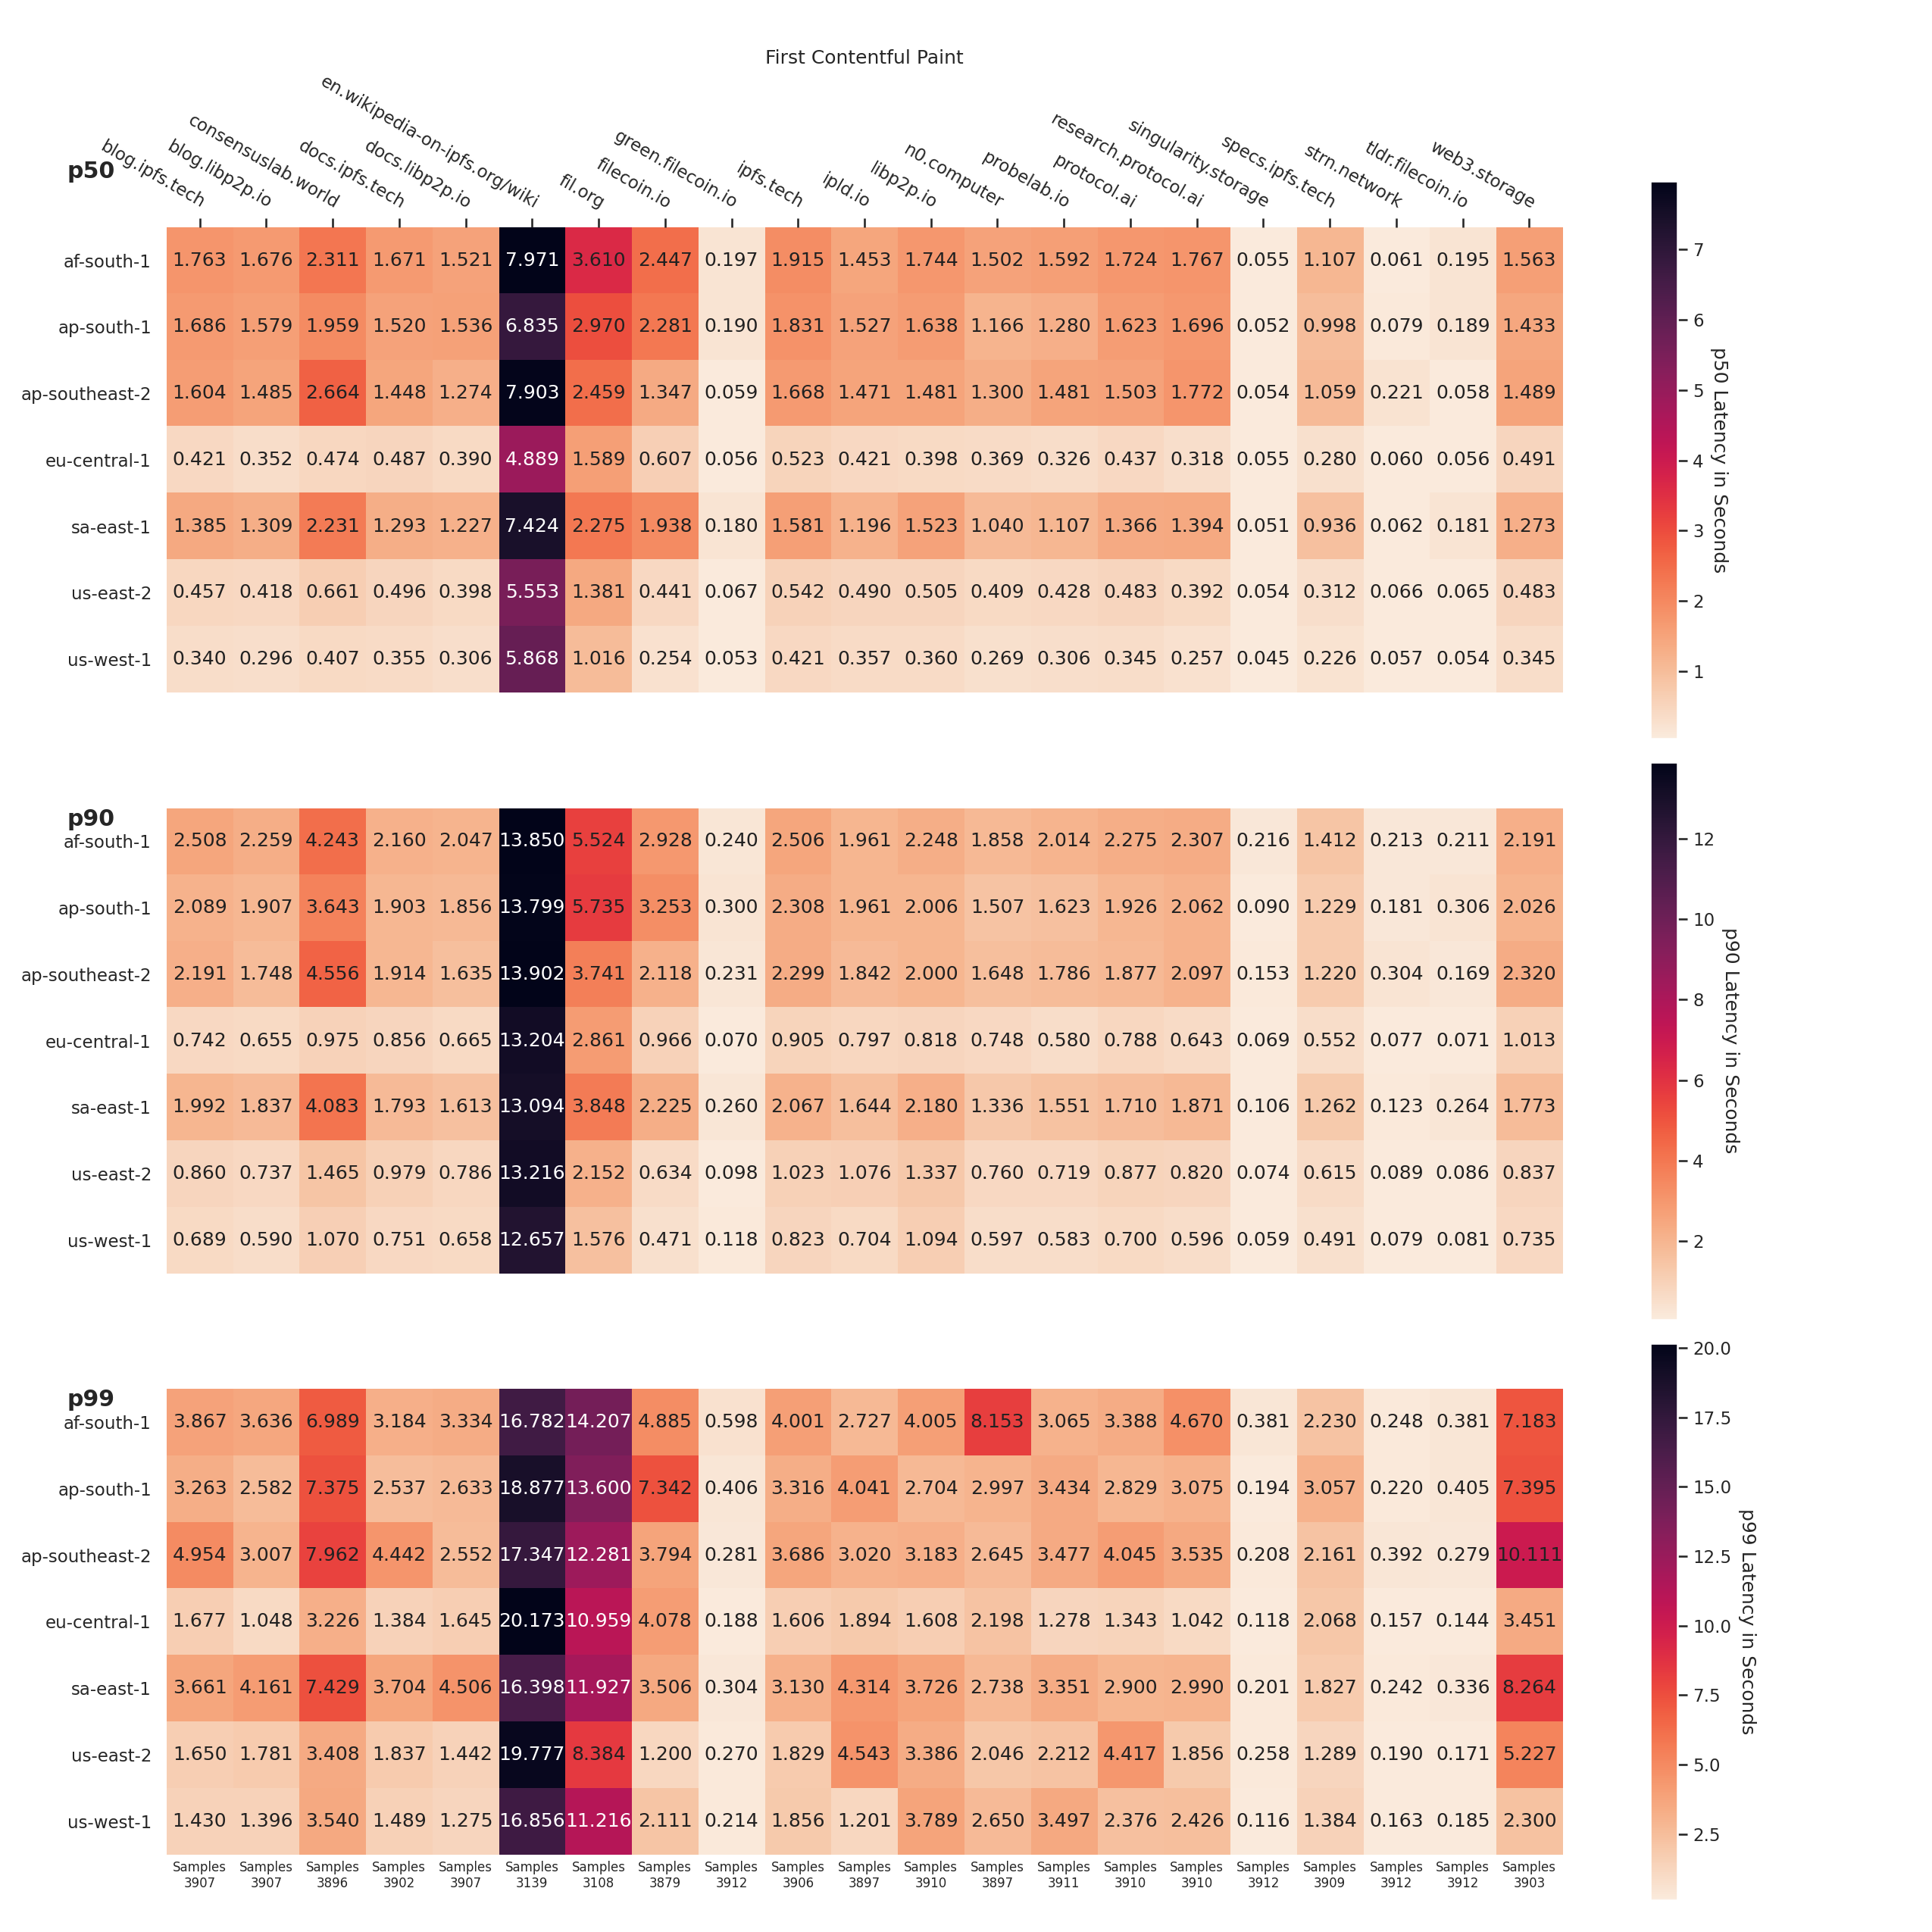 First Contentful Paint
p50
blog.ipfs.tech
blog.libp2p.io
consensuslab.world
docs.ipfs.tech
docs.libp2p.io
en.wikipedia-on-ipfs.org/wiki
fil.org
filecoin.io
green.filecoin.io
ipfs.tech
ipld.io
libp2p.io
n0.computer
probelab.io
protocol.ai
research.protocol.ai
singularity.storage
specs.ipfs.tech
strn.network
tldr.filecoin.io
web3.storage
af-south-1 1.763 1.676 2.311 1.671 1.521 7.971 3.610 2.447 0.197 1.915 1.453 1.744 1.502 1.592 1.724 1.767 0.055 1.107 0.061 0.195 1.563
ap-south-1 1.686 1.579 1.959 1.520 1.536 6.835 2.970 2.281 0.190 1.831 1.527 1.638 1.166 1.280 1.623 1.696 0.052 0.998 0.079 0.189 1.433
ap-southeast-2 1.604 1.485 2.664 1.448 1.274 7.903 2.459 1.347 0.059 1.668 1.471 1.481 1.300 1.481 1.503 1.772 0.054 1.059 0.221 0.058 1.489
eu-central-1 0.421 0.352 0.474 0.487 0.390 4.889 1.589 0.607 0.056 0.523 0.421 0.398 0.369 0.326 0.437 0.318 0.055 0.280 0.060 0.056 0.491
sa-east-1 1.385 1.309 2.231 1.293 1.227 7.424 2.275 1.938 0.180 1.581 1.196 1.523 1.040 1.107 1.366 1.394 0.051 0.936 0.062 0.181 1.273
us-east-2 0.457 0.418 0.661 0.496 0.398 5.553 1.381 0.441 0.067 0.542 0.490 0.505 0.409 0.428 0.483 0.392 0.054 0.312 0.066 0.065 0.483
us-west-1 0.340 0.296 0.407 0.355 0.306 5.868 1.016 0.254 0.053 0.421 0.357 0.360 0.269 0.306 0.345 0.257 0.045 0.226 0.057 0.054 0.345
7
6
5
4
3
2
1
p50 Latency in Seconds
p90
af-south-1 2.508 2.259 4.243 2.160 2.047 13.850 5.524 2.928 0.240 2.506 1.961 2.248 1.858 2.014 2.275 2.307 0.216 1.412 0.213 0.211 2.191
ap-south-1 2.089 1.907 3.643 1.903 1.856 13.799 5.735 3.253 0.300 2.308 1.961 2.006 1.507 1.623 1.926 2.062 0.090 1.229 0.181 0.306 2.026
ap-southeast-2 2.191 1.748 4.556 1.914 1.635 13.902 3.741 2.118 0.231 2.299 1.842 2.000 1.648 1.786 1.877 2.097 0.153 1.220 0.304 0.169 2.320
eu-central-1 0.742 0.655 0.975 0.856 0.665 13.204 2.861 0.966 0.070 0.905 0.797 0.818 0.748 0.580 0.788 0.643 0.069 0.552 0.077 0.071 1.013
sa-east-1 1.992 1.837 4.083 1.793 1.613 13.094 3.848 2.225 0.260 2.067 1.644 2.180 1.336 1.551 1.710 1.871 0.106 1.262 0.123 0.264 1.773
us-east-2 0.860 0.737 1.465 0.979 0.786 13.216 2.152 0.634 0.098 1.023 1.076 1.337 0.760 0.719 0.877 0.820 0.074 0.615 0.089 0.086 0.837
us-west-1 0.689 0.590 1.070 0.751 0.658 12.657 1.576 0.471 0.118 0.823 0.704 1.094 0.597 0.583 0.700 0.596 0.059 0.491 0.079 0.081 0.735
12
10
8
6
4
2
p90 Latency in Seconds
p99
af-south-1 3.867 3.636 6.989 3.184 3.334 16.782 14.207 4.885 0.598 4.001 2.727 4.005 8.153 3.065 3.388 4.670 0.381 2.230 0.248 0.381 7.183
ap-south-1 3.263 2.582 7.375 2.537 2.633 18.877 13.600 7.342 0.406 3.316 4.041 2.704 2.997 3.434 2.829 3.075 0.194 3.057 0.220 0.405 7.395
ap-southeast-2 4.954 3.007 7.962 4.442 2.552 17.347 12.281 3.794 0.281 3.686 3.020 3.183 2.645 3.477 4.045 3.535 0.208 2.161 0.392 0.279 10.111
eu-central-1 1.677 1.048 3.226 1.384 1.645 20.173 10.959 4.078 0.188 1.606 1.894 1.608 2.198 1.278 1.343 1.042 0.118 2.068 0.157 0.144 3.451
sa-east-1 3.661 4.161 7.429 3.704 4.506 16.398 11.927 3.506 0.304 3.130 4.314 3.726 2.738 3.351 2.900 2.990 0.201 1.827 0.242 0.336 8.264
us-east-2 1.650 1.781 3.408 1.837 1.442 19.777 8.384 1.200 0.270 1.829 4.543 3.386 2.046 2.212 4.417 1.856 0.258 1.289 0.190 0.171 5.227
us-west-1 1.430 1.396 3.540 1.489 1.275 16.856 11.216 2.111 0.214 1.856 1.201 3.789 2.650 3.497 2.376 2.426 0.116 1.384 0.163 0.185 2.300
Samples Samples Samples Samples Samples Samples Samples Samples Samples Samples Samples Samples Samples Samples Samples Samples Samples Samples Samples Samples Samples
3907 3907 3896 3902 3907 3139 3108 3879 3912 3906 3897 3910 3897 3911 3910 3910 3912 3909 3912 3912 3903
20.0
17.5
15.0
12.5
10.0
7.5
5.0
2.5
p999 Latency in Seconds